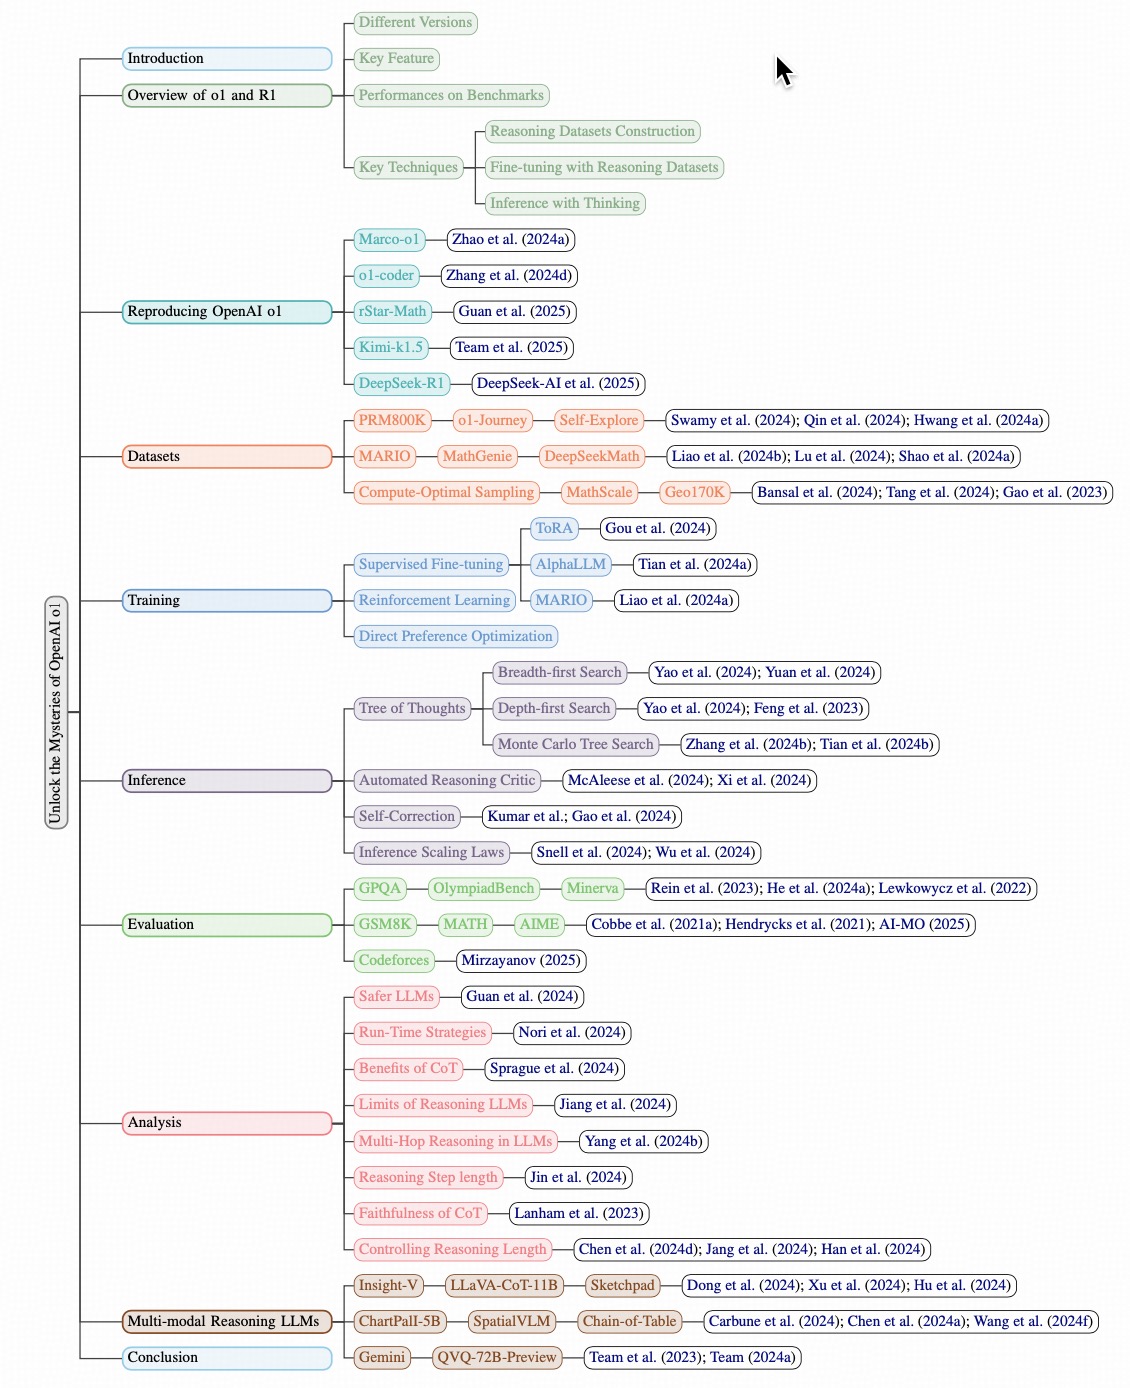 Unlock the Mysteries of OpenAI o1
Introduction
Overview of o1 and R1
Different Versions
Key Feature
Performances on Benchmarks
Key Techniques
Reasoning Datasets Construction
Fine-tuning with Reasoning Datasets
Inference with Thinking
Reproducing OpenAI o1
Marco-o1 Zhao et al. (2024a)
o1-coder Zhang et al. (2024d)
rStar-Math Guan et al. (2025)
Kimi-k1.5 Team et al. (2025)
DeepSeek-R1 DeepSeek-AI et al. (2025)
Datasets
PRM800K o1-Journey Self-Explore Swamy et al. (2024); Qin et al. (2024); Hwang et al. (2024a)
MARIO MathGenie DeepSeekMath Liao et al. (2024b); Lu et al. (2024); Shao et al. (2024a)
Compute-Optimal Sampling MathScale Geo170K Bansal et al. (2024); Tang et al. (2024); Gao et al. (2023)
Training
Supervised Fine-tuning
ToRA Gou et al. (2024)
AlphaLLM Tian et al. (2024a)
MARIO Liao et al. (2024a)
Reinforcement Learning
Direct Preference Optimization
Inference
Tree of Thoughts
Breadth-first Search Yao et al. (2024); Yuan et al. (2024)
Depth-first Search Yao et al. (2024); Feng et al. (2023)
Monte Carlo Tree Search Zhang et al. (2024b); Tian et al. (2024b)
Automated Reasoning Critic McAleese et al. (2024); Xi et al. (2024)
Self-Correction Kumar et al.; Gao et al. (2024)
Inference Scaling Laws Snell et al. (2024); Wu et al. (2024)
Evaluation
GPQA OlympiadBench Minerva Rein et al. (2023); He et al. (2024a); Lewkowycz et al. (2022)
GSM8K MATH AIME Cobbe et al. (2021a); Hendrycks et al. (2021); AI-MO (2025)
Codeforces Mirzayanov (2025)
Analysis
Safer LLMs Guan et al. (2024)
Run-Time Strategies Nori et al. (2024)
Benefits of CoT Sprague et al. (2024)
Limits of Reasoning LLMs Jiang et al. (2024)
Multi-Hop Reasoning in LLMs Yang et al. (2024b)
Reasoning Step length Jin et al. (2024)
Faithfulness of CoT Lanham et al. (2023)
Controlling Reasoning Length Chen et al. (2024d); Jang et al. (2024); Han et al. (2024)
Multi-modal Reasoning LLMs
Insight-V LLaVA-CoT-11B Sketchpad Dong et al. (2024); Xu et al. (2024); Hu et al. (2024)
ChartPalI-5B SpatialVLM Chain-of-Table Carbune et al. (2024); Chen et al. (2024a); Wang et al. (2024f)
Gemini QVQ-72B-Preview Team et al. (2023); Team (2024a)
Conclusion